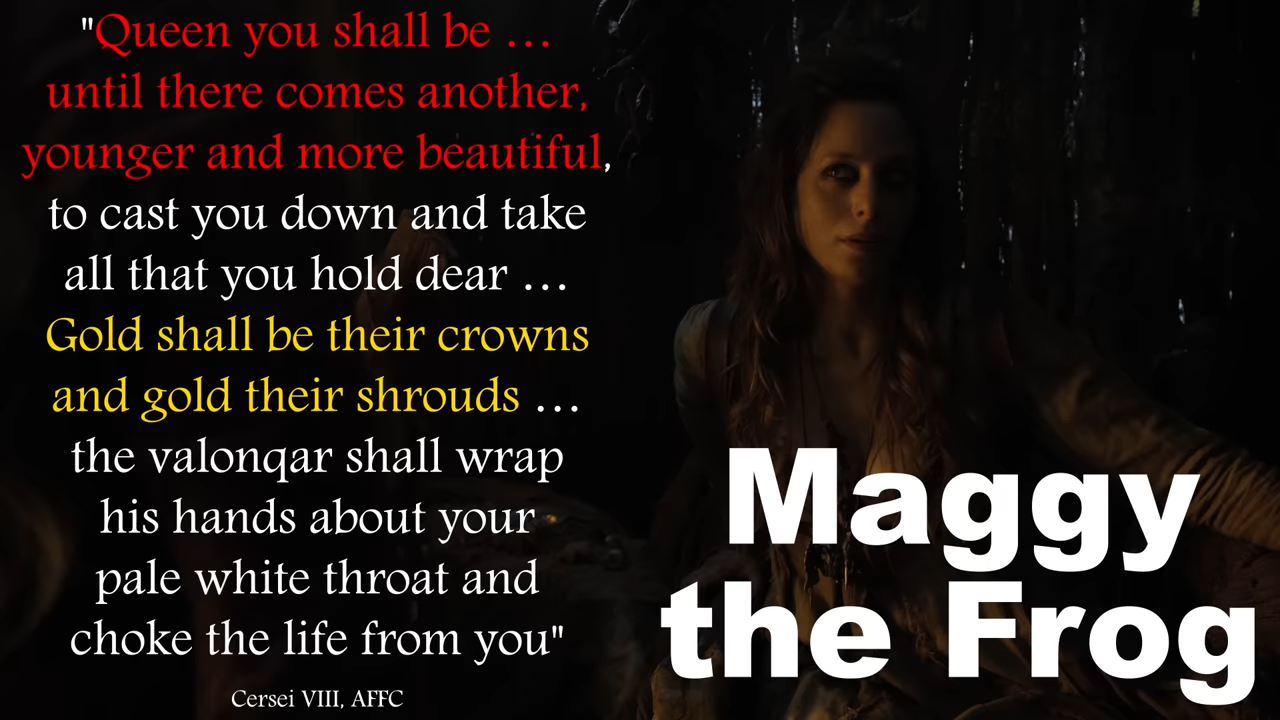 "Queen you shall be …
until there comes another,
younger and more beautiful,
to cast you down and take
all that you hold dear …
Gold shall be their crowns
and gold their shrouds …
the valonqar shall wrap
his hands about your
pale white throat and
choke the life from you"
Cersei VIII, AFFC
Maggy
the Frog